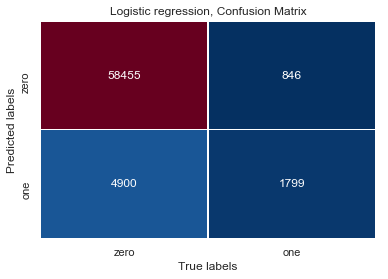 Logistic regression, Confusion Matrix
Predicted labels
zero
58455
846
one
4900
1799
zero
one
True labels